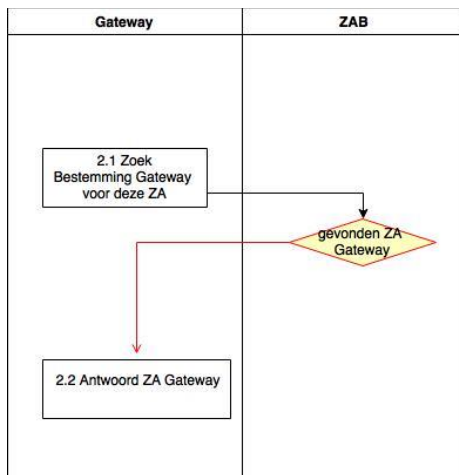 Gateway
ZAB
2.1 Zoek
Bestemming Gateway
voor deze ZA
gevonden ZA
Gateway
2.2 Antwoord ZA Gateway